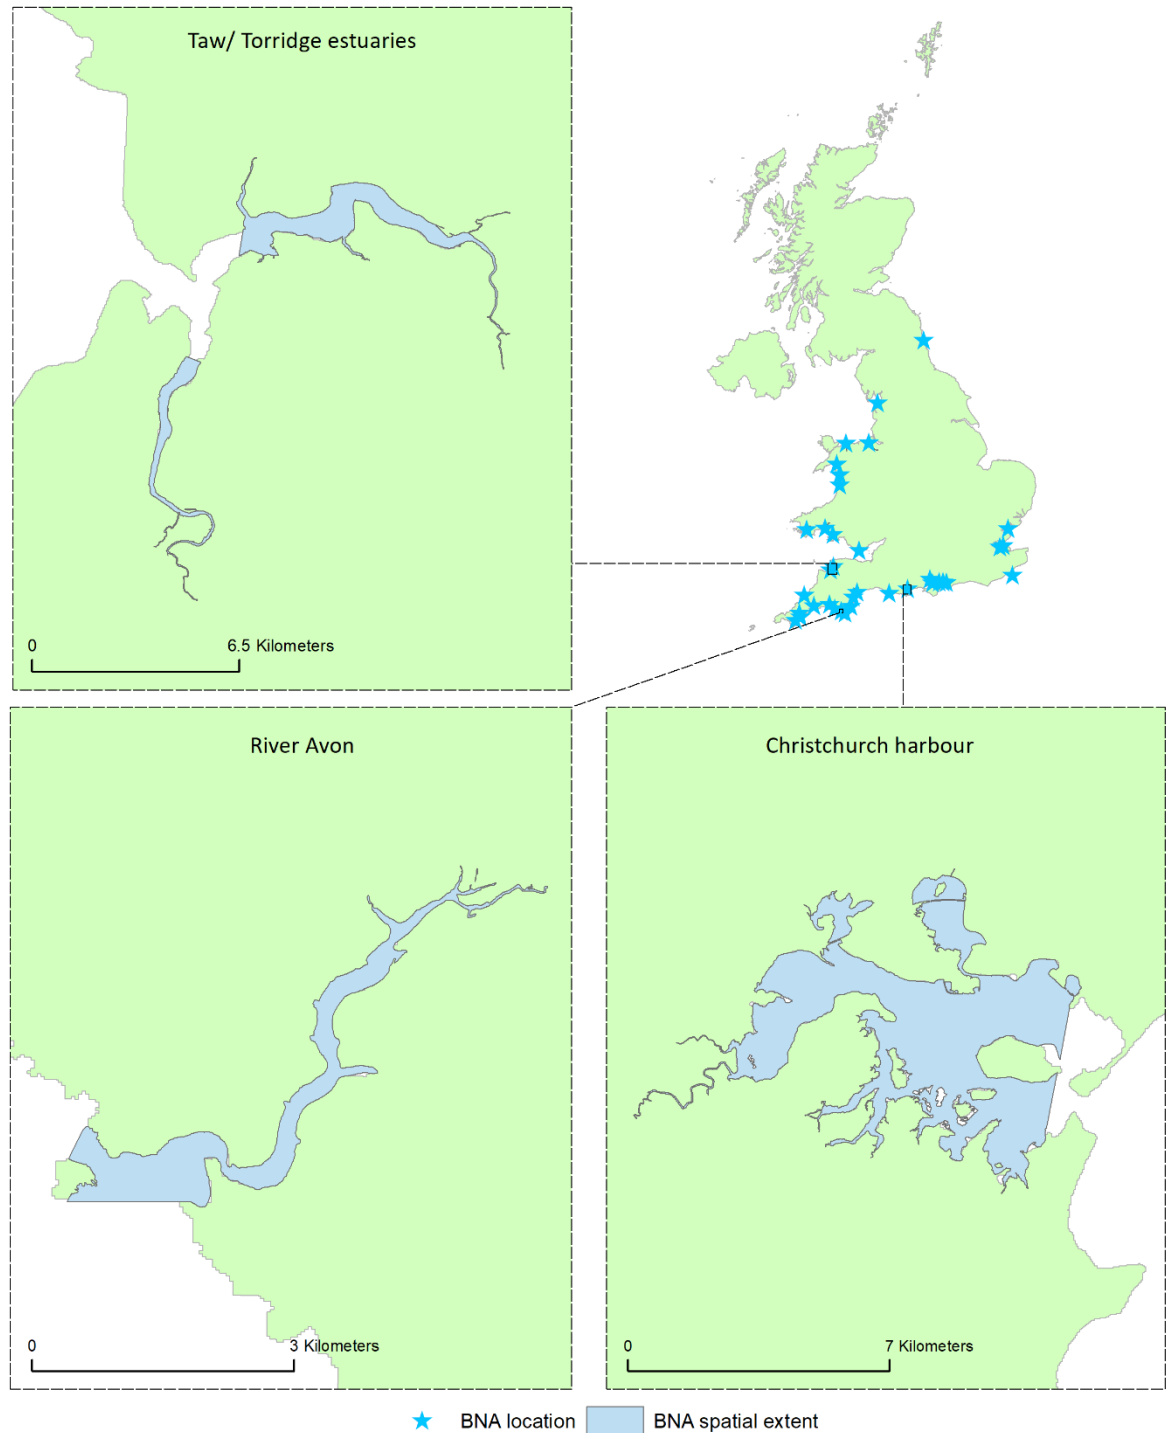 Taw/ Torridge estuaries
0 6.5 Kilometers
River Avon
0 3 Kilometers
Christchurch harbour
0 7 Kilometers
BNA location BNA spatial extent